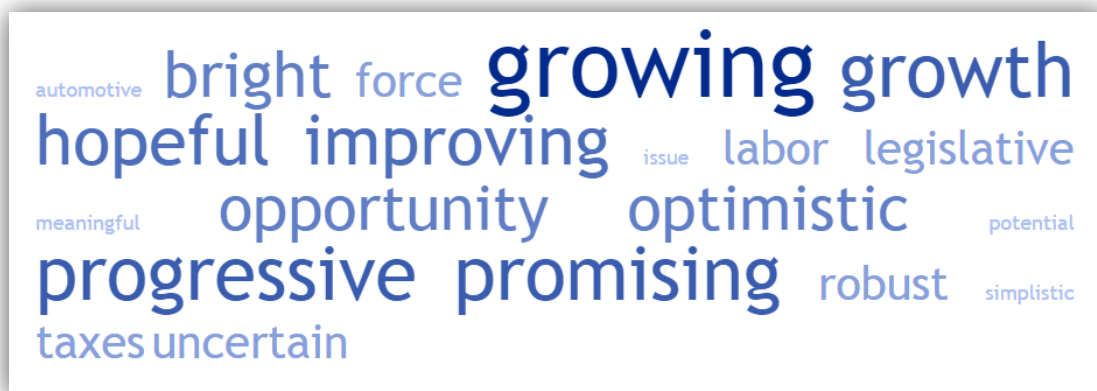 automotive bright force growing growth
hopeful improving issue labor legislative
meaningful opportunity optimistic potential
progressive promising robust simplistic
taxes uncertain